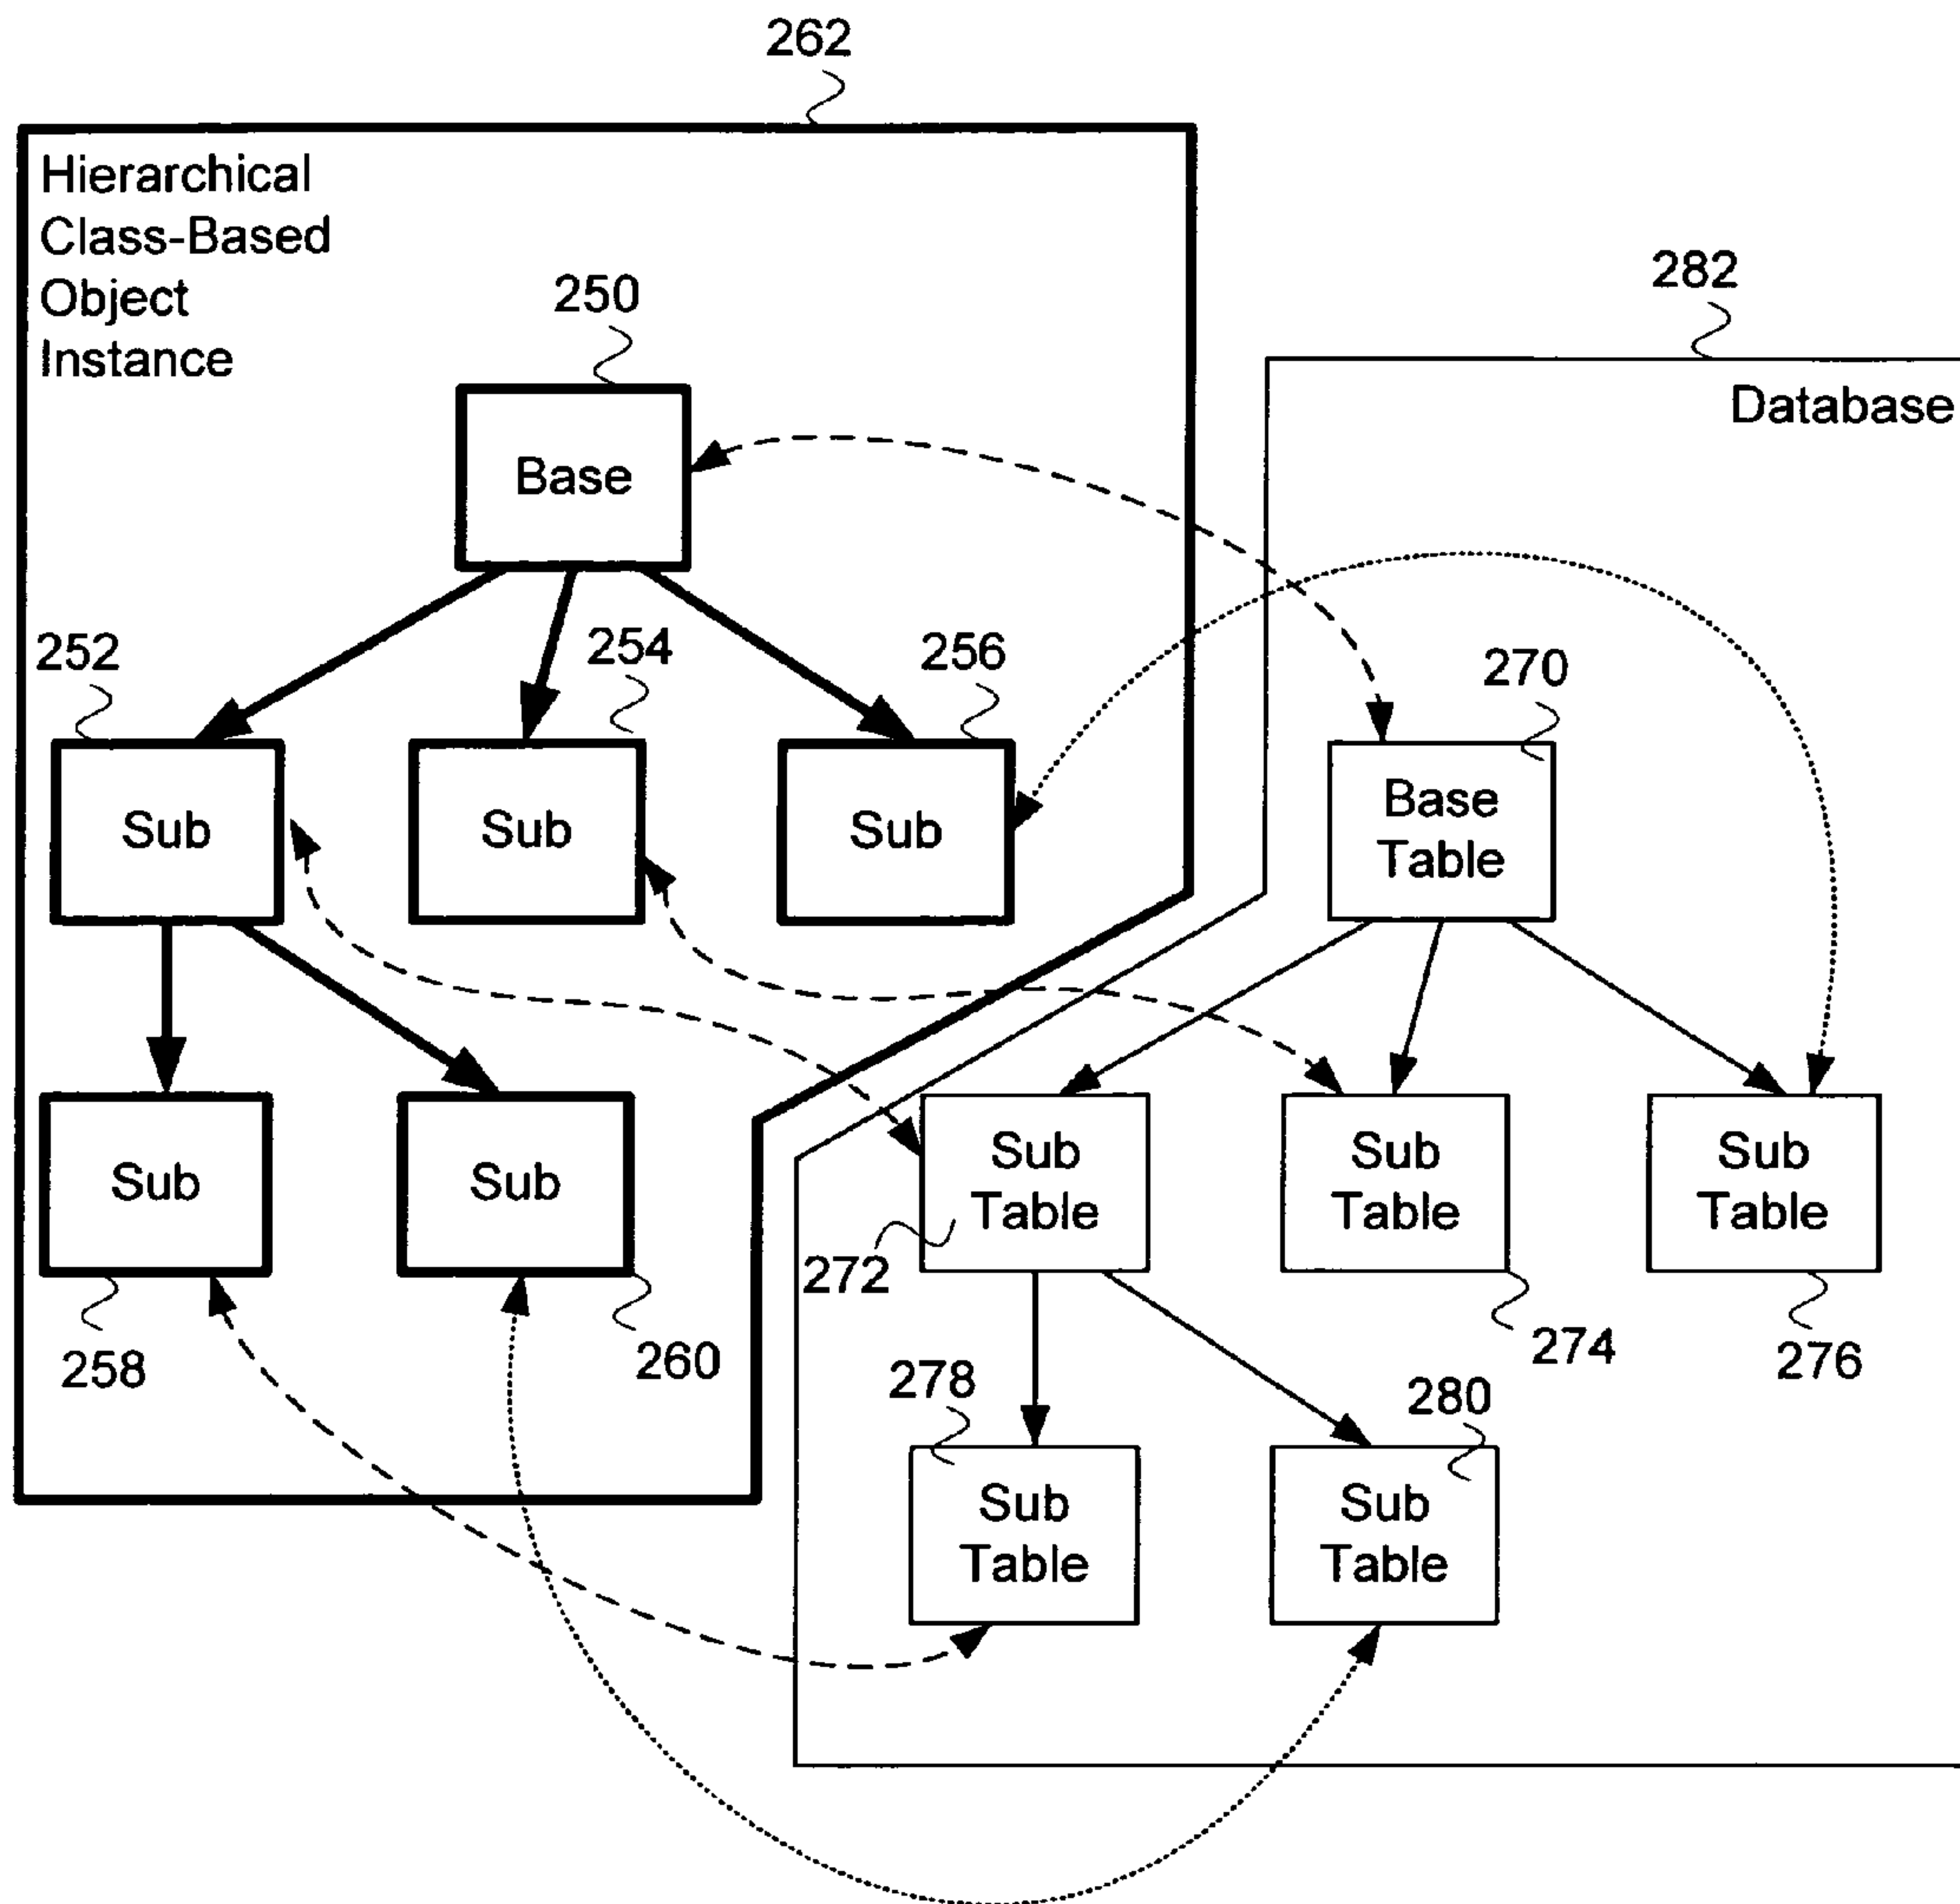 262
Hierarchical
Class-Based
Object
Instance
250
282
Database
Base
252
254
256
270
Sub
Sub
Sub
Base
Table
Sub
Sub
Sub
Table
Sub
Table
Sub
Table
272
258
260
274
276
278
280
Sub
Table
Sub
Table